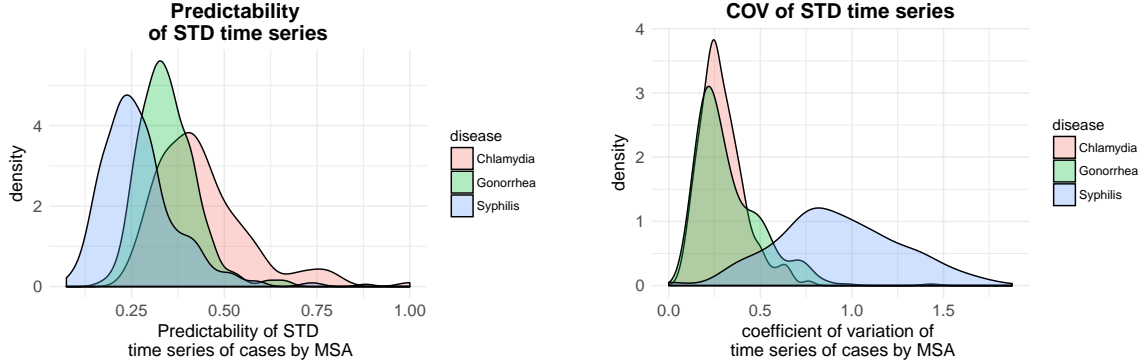 Predictability
of STD time series
density
4
2
0
0.25
0.50
0.75
1.00
Predictability of STD
time series of cases by MSA
disease
Chlamydia
Gonorrhea
Syphilis
COV of STD time series
density
4
3
2
1
0
0.0
0.5
1.0
1.5
coefficient of variation of
time series of cases by MSA
disease
Chlamydia
Gonorrhea
Syphilis